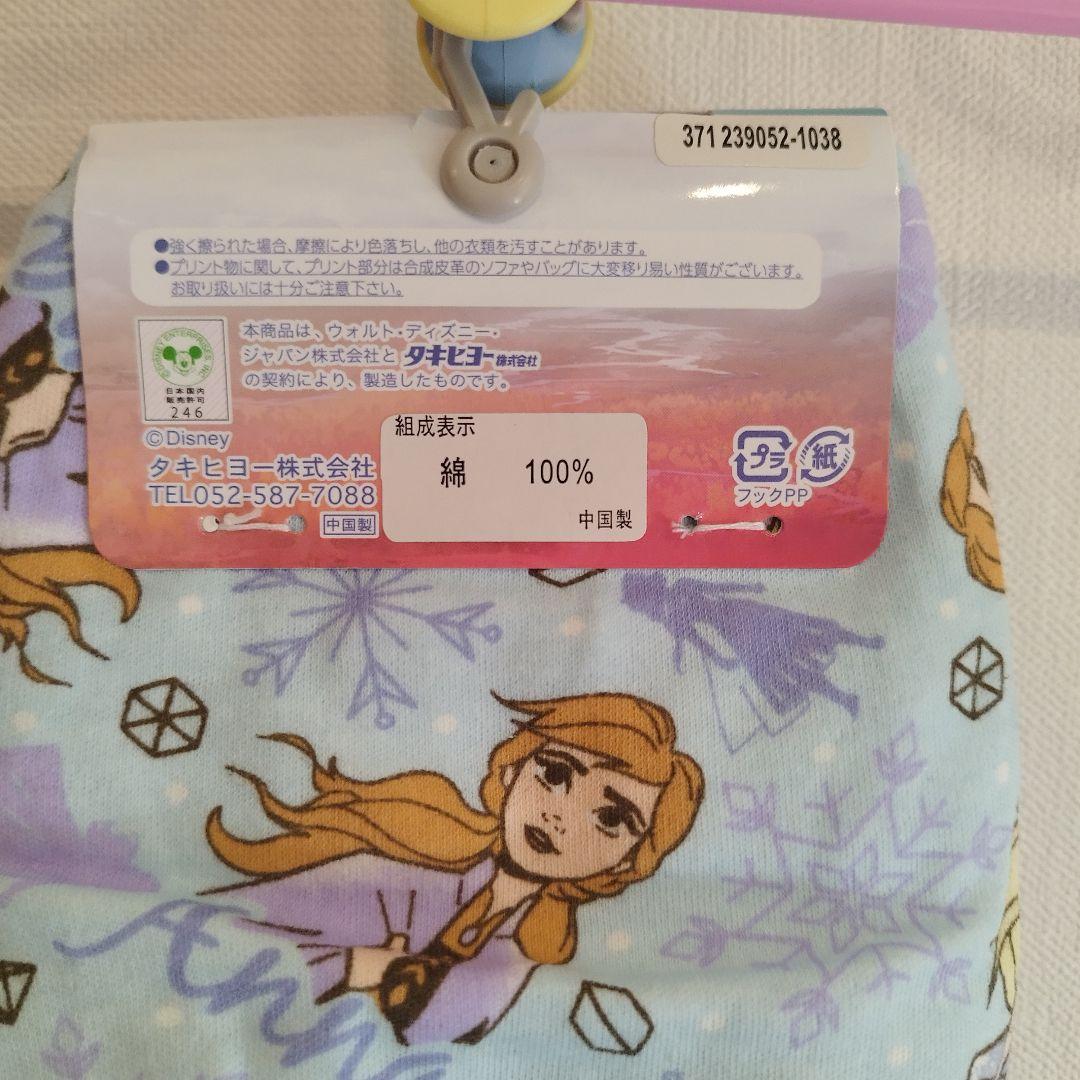 371 239052-1038
●強く擦られた場合、摩擦により色落ちし、他の衣類を汚すことがあります。
●プリント物に関して、プリント部分は合成皮革のソファやバッグに大変移り易い性質がございます。
お取り扱いには十分ご注意下さい。
本商品は、ウォルト・ディズニー・
ジャパン株式会社と タキヒヨー株式会社
の契約により、製造したものです。
DISNEY ENTERPRISES, INC
日本国内
販売許可
246
©Disney
タキヒヨー株式会社
TEL052-587-7088
中国製
組成表示
綿 100%
中国製
プラ 紙
フックPP
Anna